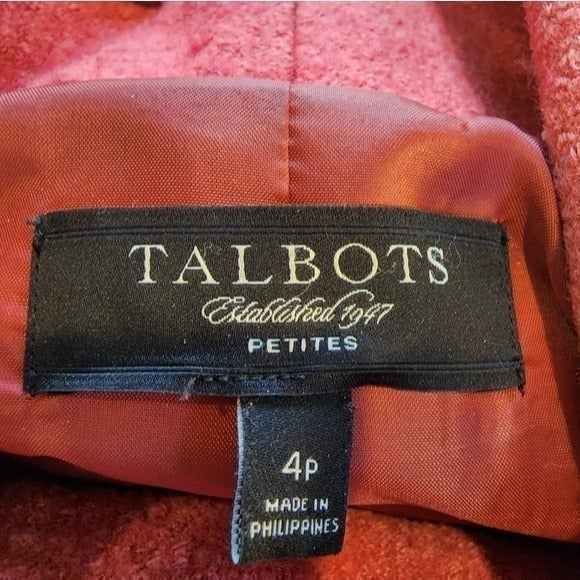 TALBOTS
Established 1947
PETITES
4P
MADE IN
PHILIPPINES